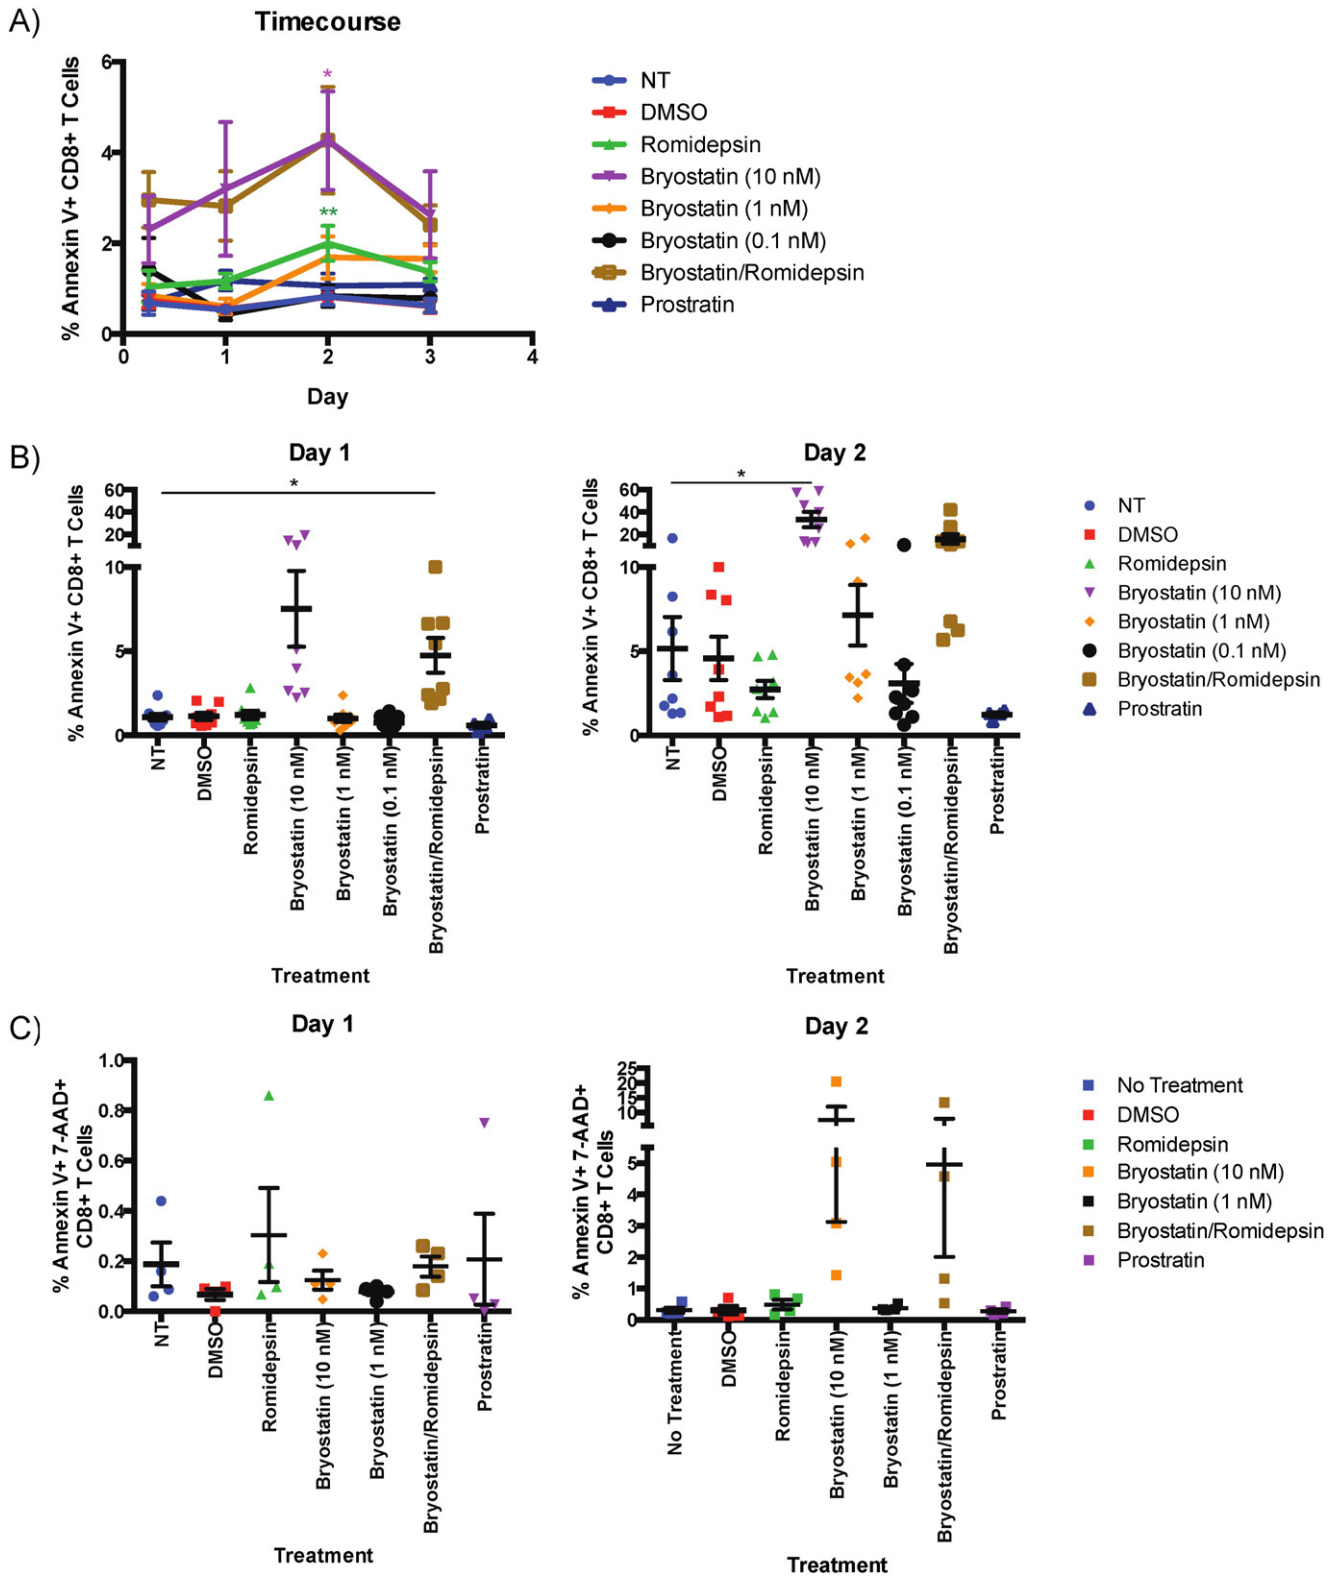 A)
Timecourse
% Annexin V+ CD8+ T Cells
6
4
2
0
0 1 2 3 4
Day
*
**
NT
DMSO
Romidepsin
Bryostatin (10 nM)
Bryostatin (1 nM)
Bryostatin (0.1 nM)
Bryostatin/Romidepsin
Prostratin
B)
Day 1
% Annexin V+ CD8+ T Cells
60
40
20
10
5
0
*
NT
DMSO
Romidepsin
Bryostatin (10 nM)
Bryostatin (1 nM)
Bryostatin (0.1 nM)
Bryostatin/Romidepsin
Prostratin
Treatment
Day 2
% Annexin V+ CD8+ T Cells
60
40
20
10
5
0
*
NT
DMSO
Romidepsin
Bryostatin (10 nM)
Bryostatin (1 nM)
Bryostatin (0.1 nM)
Bryostatin/Romidepsin
Prostratin
Treatment
NT
DMSO
Romidepsin
Bryostatin (10 nM)
Bryostatin (1 nM)
Bryostatin (0.1 nM)
Bryostatin/Romidepsin
Prostratin
C)
Day 1
% Annexin V+ 7-AAD+
CD8+ T Cells
1.0
0.8
0.6
0.4
0.2
0.0
NT
DMSO
Romidepsin
Bryostatin (10 nM)
Bryostatin (1 nM)
Bryostatin/Romidepsin
Prostratin
Treatment
Day 2
% Annexin V+ 7-AAD+
CD8+ T Cells
25
20
15
10
5
4
3
2
1
0
No Treatment
DMSO
Romidepsin
Bryostatin (10 nM)
Bryostatin (1 nM)
Bryostatin/Romidepsin
Prostratin
Treatment
No Treatment
DMSO
Romidepsin
Bryostatin (10 nM)
Bryostatin (1 nM)
Bryostatin/Romidepsin
Prostratin